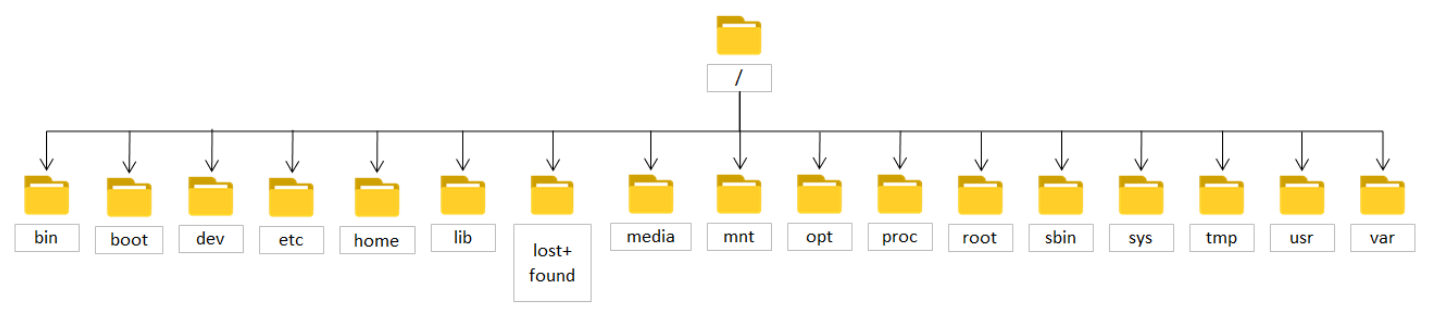 /
bin
boot
dev
etc
home
lib
lost+
found
media
mnt
opt
proc
root
sbin
sys
tmp
usr
var